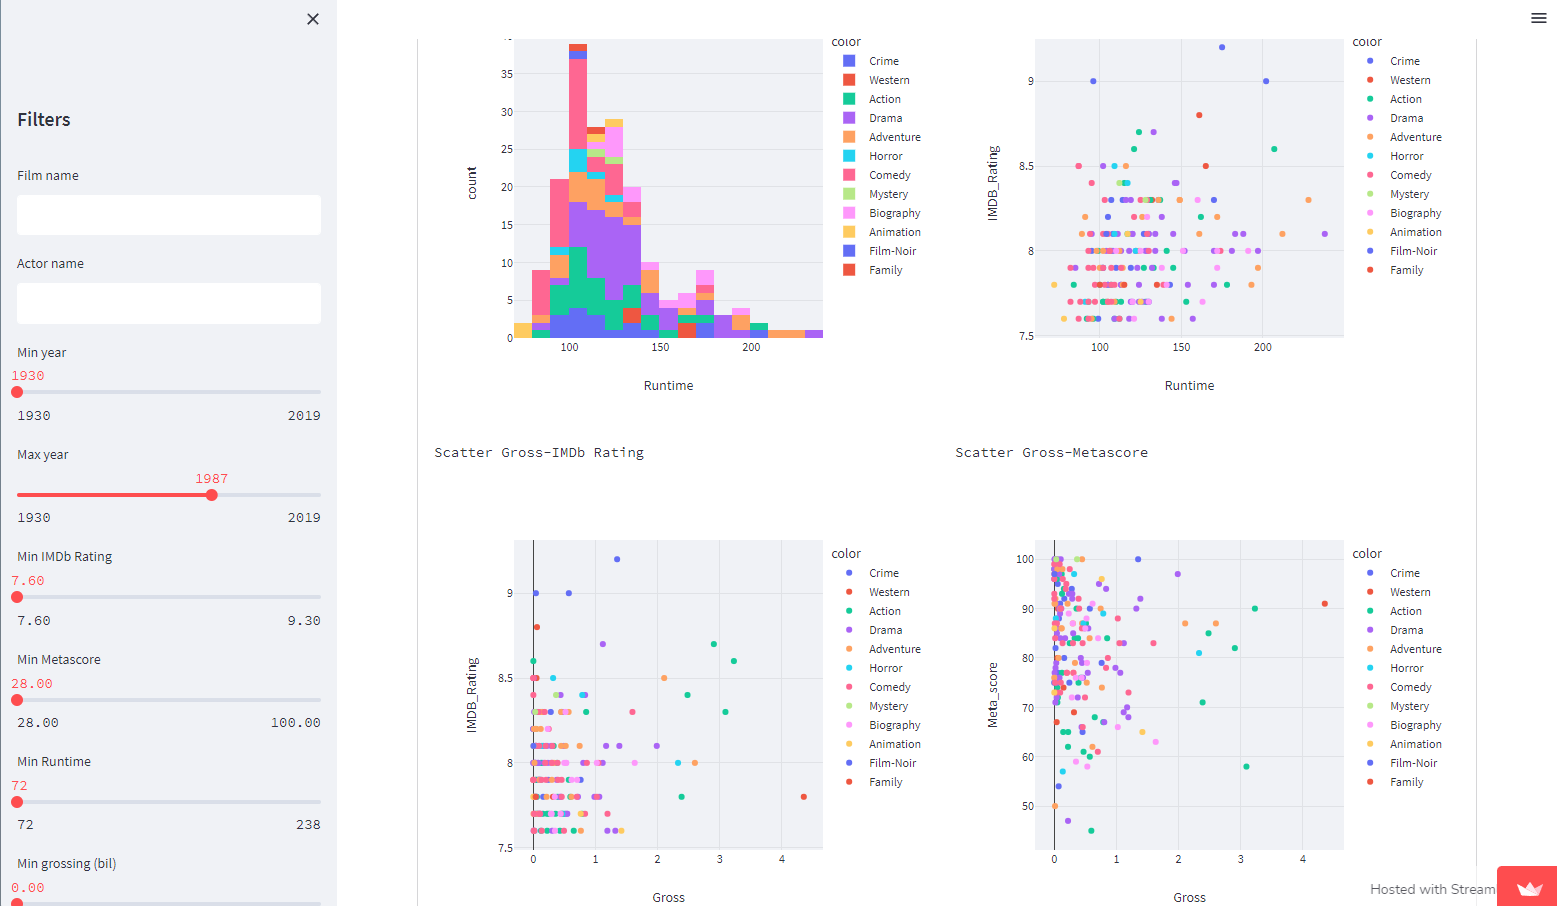 Filters
Film name
Actor name
Min year
1930
1930 2019
Max year
1987
1930 2019
Min IMDb Rating
7.60
7.60 9.30
Min Metascore
28.00
28.00 100.00
Min Runtime
72
72 238
Min grossing (bil)
0.00
color
Crime
Western
Action
Drama
Adventure
Horror
Comedy
Mystery
Biography
Animation
Film-Noir
Family
count
35
30
25
20
15
10
5
0
100 150 200
Runtime
color
Crime
Western
Action
Drama
Adventure
Horror
Comedy
Mystery
Biography
Animation
Film-Noir
Family
IMDB_Rating
9
8.5
8
7.5
100 150 200
Runtime
Scatter Gross-IMDb Rating
color
Crime
Western
Action
Drama
Adventure
Horror
Comedy
Mystery
Biography
Animation
Film-Noir
Family
IMDB_Rating
9
8.5
8
7.5
0 1 2 3 4
Gross
Scatter Gross-Metascore
color
Crime
Western
Action
Drama
Adventure
Horror
Comedy
Mystery
Biography
Animation
Film-Noir
Family
Meta_score
100
90
80
70
60
50
0 1 2 3 4
Gross
Hosted with Stream